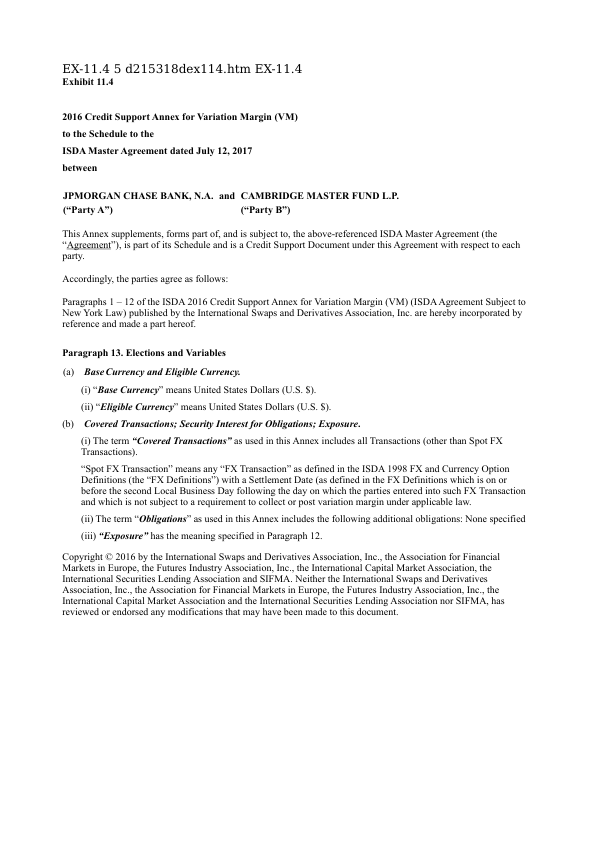 EX-11.4 5 d215318dex114.htm EX-11.4
Exhibit 11.4
2016 Credit Support Annex for Variation Margin (VM)
to the Schedule to the
ISDA Master Agreement dated July 12, 2017
between
JPMORGAN CHASE BANK, N.A. and CAMBRIDGE MASTER FUND L.P.
(“Party A”) (“Party B”)
This Annex supplements, forms part of, and is subject to, the above-referenced ISDA Master Agreement (the
“Agreement”), is part of its Schedule and is a Credit Support Document under this Agreement with respect to each
party.
Accordingly, the parties agree as follows:
Paragraphs 1 – 12 of the ISDA 2016 Credit Support Annex for Variation Margin (VM) (ISDA Agreement Subject to
New York Law) published by the International Swaps and Derivatives Association, Inc. are hereby incorporated by
reference and made a part hereof.
Paragraph 13. Elections and Variables
(a) Base Currency and Eligible Currency.
(i) “Base Currency” means United States Dollars (U.S. $).
(ii) “Eligible Currency” means United States Dollars (U.S. $).
(b) Covered Transactions; Security Interest for Obligations; Exposure.
(i) The term “Covered Transactions” as used in this Annex includes all Transactions (other than Spot FX
Transactions).
“Spot FX Transaction” means any “FX Transaction” as defined in the ISDA 1998 FX and Currency Option
Definitions (the “FX Definitions”) with a Settlement Date (as defined in the FX Definitions which is on or
before the second Local Business Day following the day on which the parties entered into such FX Transaction
and which is not subject to a requirement to collect or post variation margin under applicable law.
(ii) The term “Obligations” as used in this Annex includes the following additional obligations: None specified
(iii) “Exposure” has the meaning specified in Paragraph 12.
Copyright © 2016 by the International Swaps and Derivatives Association, Inc., the Association for Financial
Markets in Europe, the Futures Industry Association, Inc., the International Capital Market Association, the
International Securities Lending Association and SIFMA. Neither the International Swaps and Derivatives
Association, Inc., the Association for Financial Markets in Europe, the Futures Industry Association, Inc., the
International Capital Market Association and the International Securities Lending Association nor SIFMA, has
reviewed or endorsed any modifications that may have been made to this document.